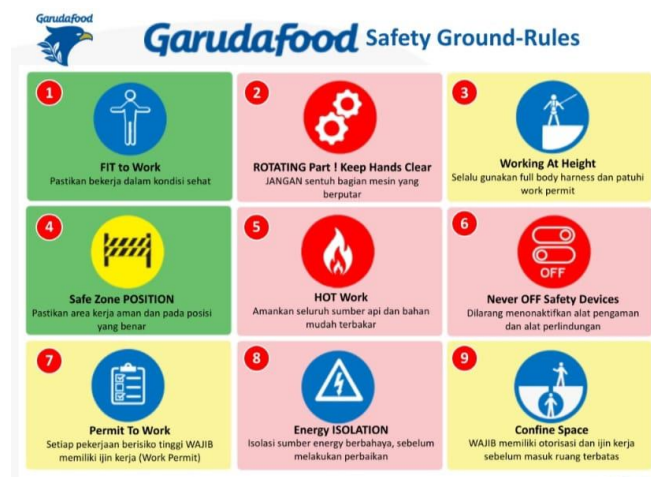 Garudafood
Garudafood Safety Ground-Rules
1
FIT to Work
Pastikan bekerja dalam kondisi sehat
2
ROTATING Part ! Keep Hands Clear
JANGAN sentuh bagian mesin yang
berputar
3
Working At Height
Selalu gunakan full body harness dan patuhi
work permit
4
Safe Zone POSITION
Pastikan area kerja aman dan pada posisi
yang benar
5
HOT Work
Amankan seluruh sumber api dan bahan
mudah terbakar
6
OFF
Never OFF Safety Devices
Dilarang menonaktifkan alat pengaman
dan alat perlindungan
7
Permit To Work
Setiap pekerjaan berisiko tinggi WAJIB
memiliki ijin kerja (Work Permit)
8
Energy ISOLATION
Isolasi sumber energy berbahaya, sebelum
melakukan perbaikan
9
Confine Space
WAJIB memiliki otorisasi dan ijin kerja
sebelum masuk ruang terbatas